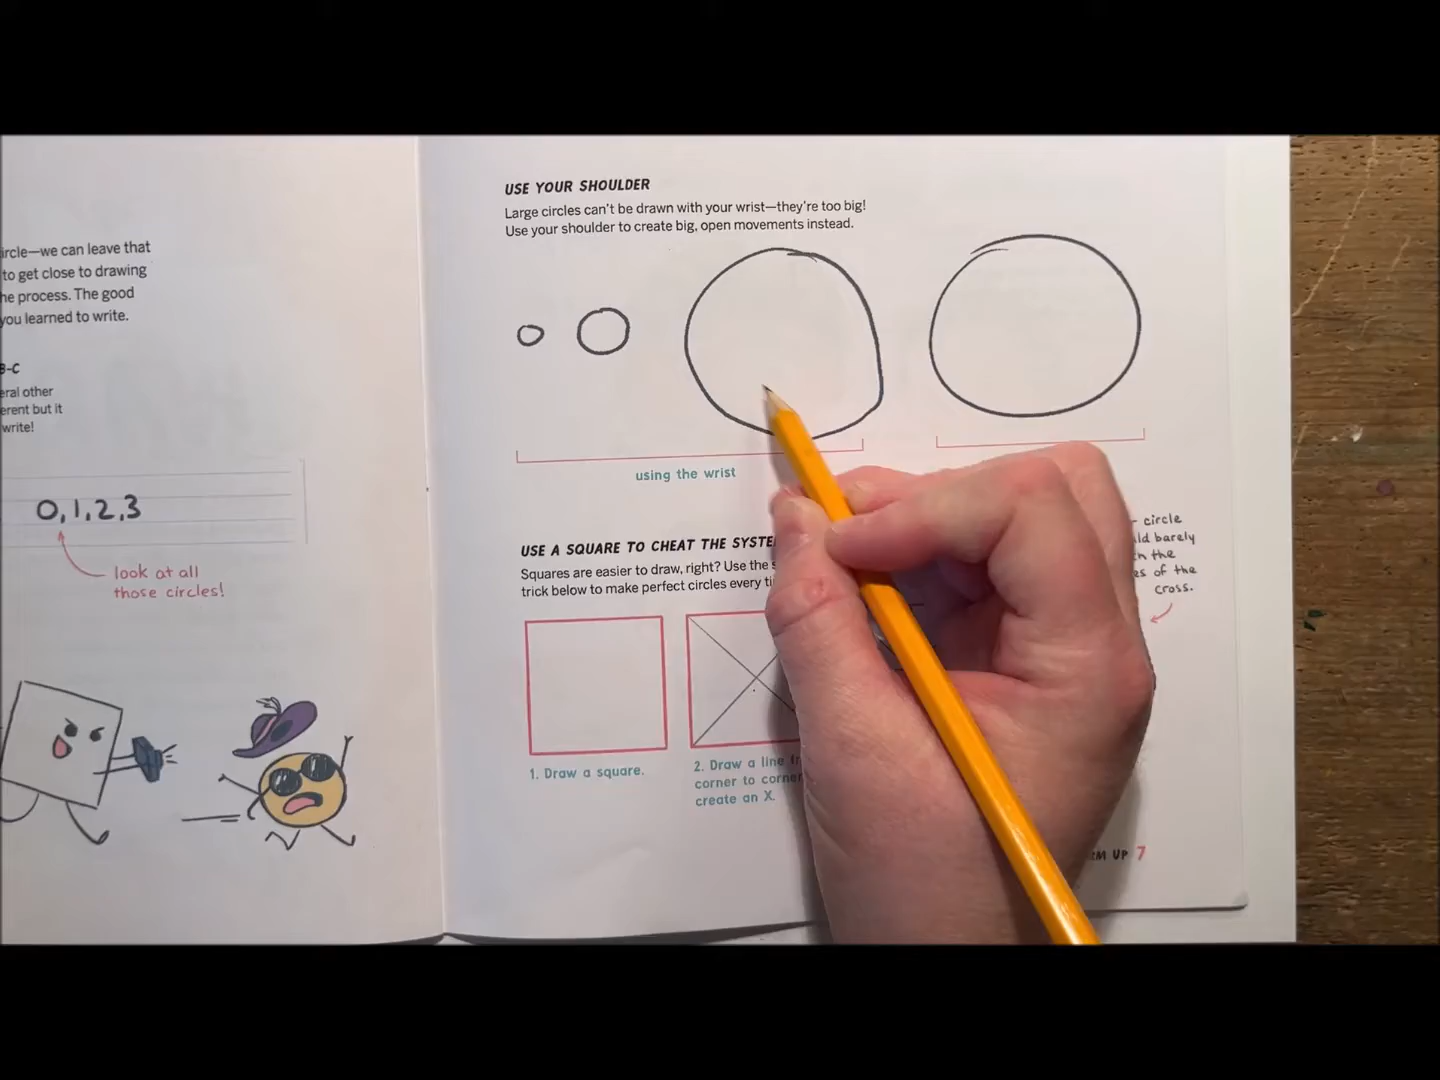 ircle—we can leave that
to get close to drawing
he process. The good
you learned to write.
B-C
eral other
erent but it
write!
0, 1, 2, 3
look at all
those circles!
USE YOUR SHOULDER
Large circles can't be drawn with your wrist—they're too big!
Use your shoulder to create big, open movements instead.
using the wrist
USE A SQUARE TO CHEAT THE SYSTE
Squares are easier to draw, right? Use the s
trick below to make perfect circles every ti
1. Draw a square.
2. Draw a line fr
corner to corner
create an X.
circle
ld barely
h the
es of the
cross.
M UP 7